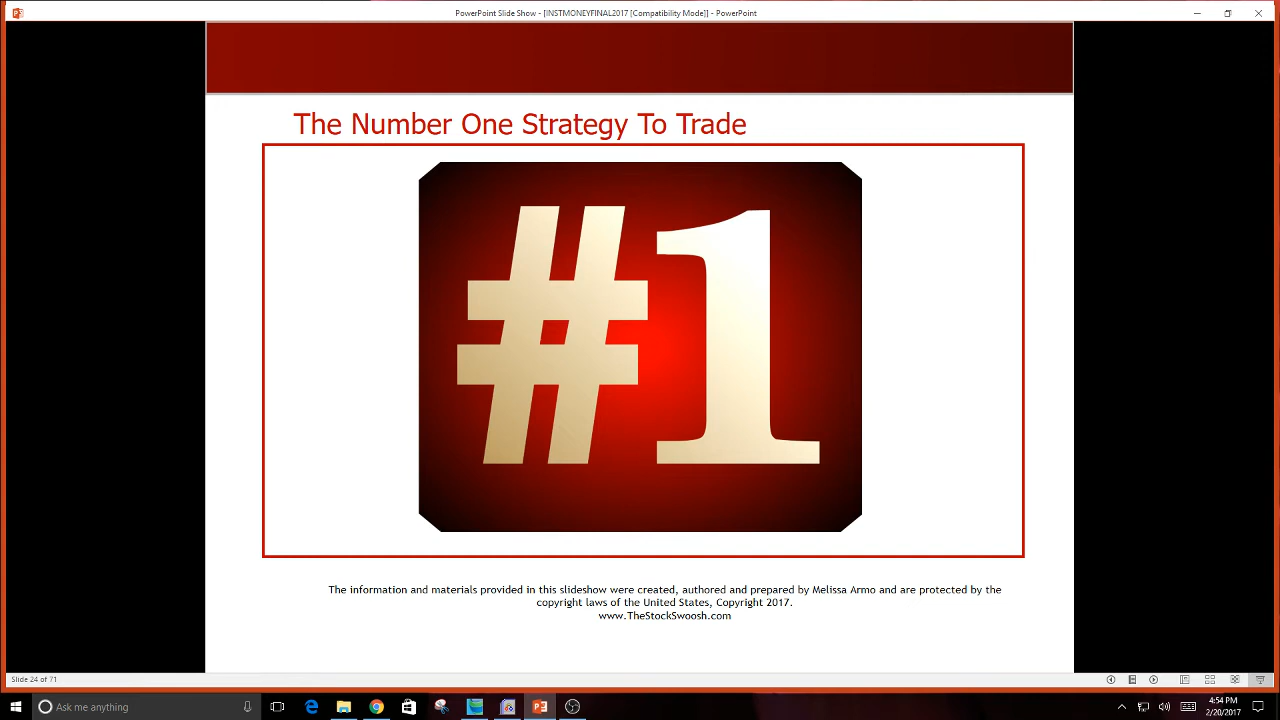 PowerPoint Slide Show - [INSTMONEYFINAL2017 [Compatibility Mode]] - PowerPoint
The Number One Strategy To Trade
#1
The information and materials provided in this slideshow were created, authored and prepared by Melissa Armo and are protected by the
copyright laws of the United States, Copyright 2017.
www.TheStockSwoosh.com
Slide 24 of 71
Ask me anything
4:54 PM
2/20/2017